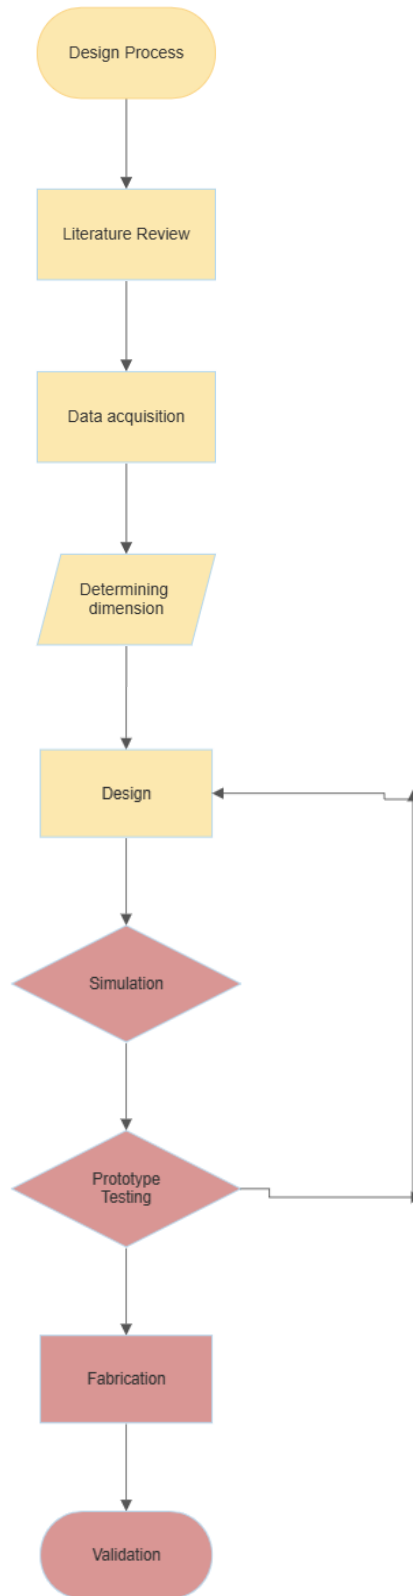 Design Process
Literature Review
Data acquisition
Determining
dimension
Design
Simulation
Prototype
Testing
Fabrication
Validation